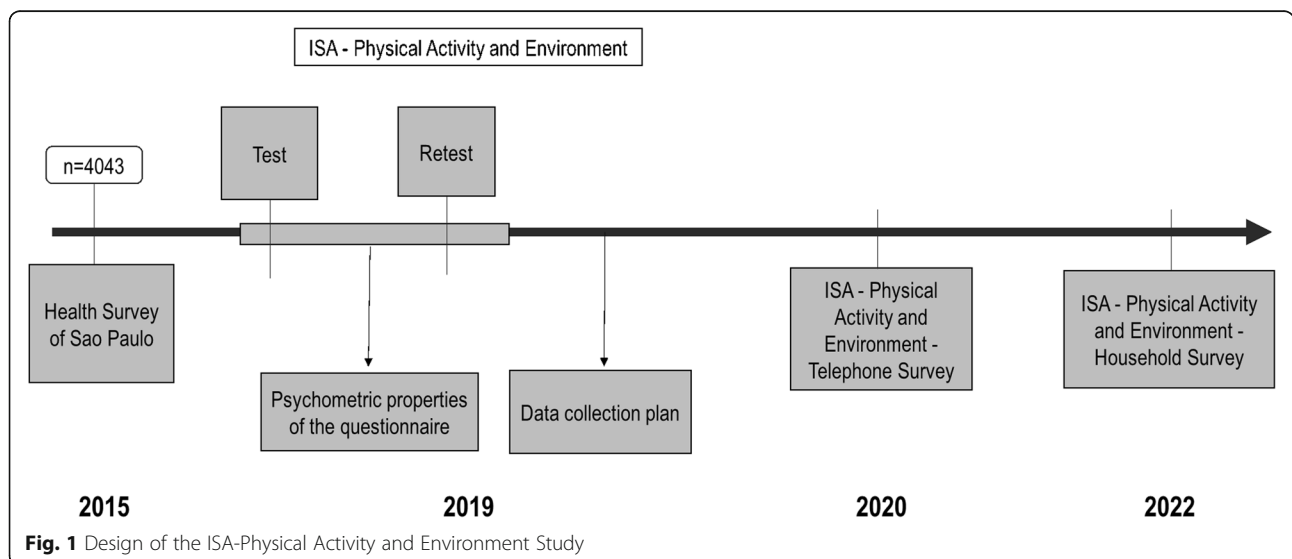 ISA - Physical Activity and Environment
n=4043
Test
Retest
Health Survey
of Sao Paulo
Psychometric properties
of the questionnaire
Data collection plan
ISA - Physical
Activity and
Environment -
Telephone Survey
ISA - Physical Activity
and Environment -
Household Survey
2015
2019
2020
2022
Fig. 1 Design of the ISA-Physical Activity and Environment Study